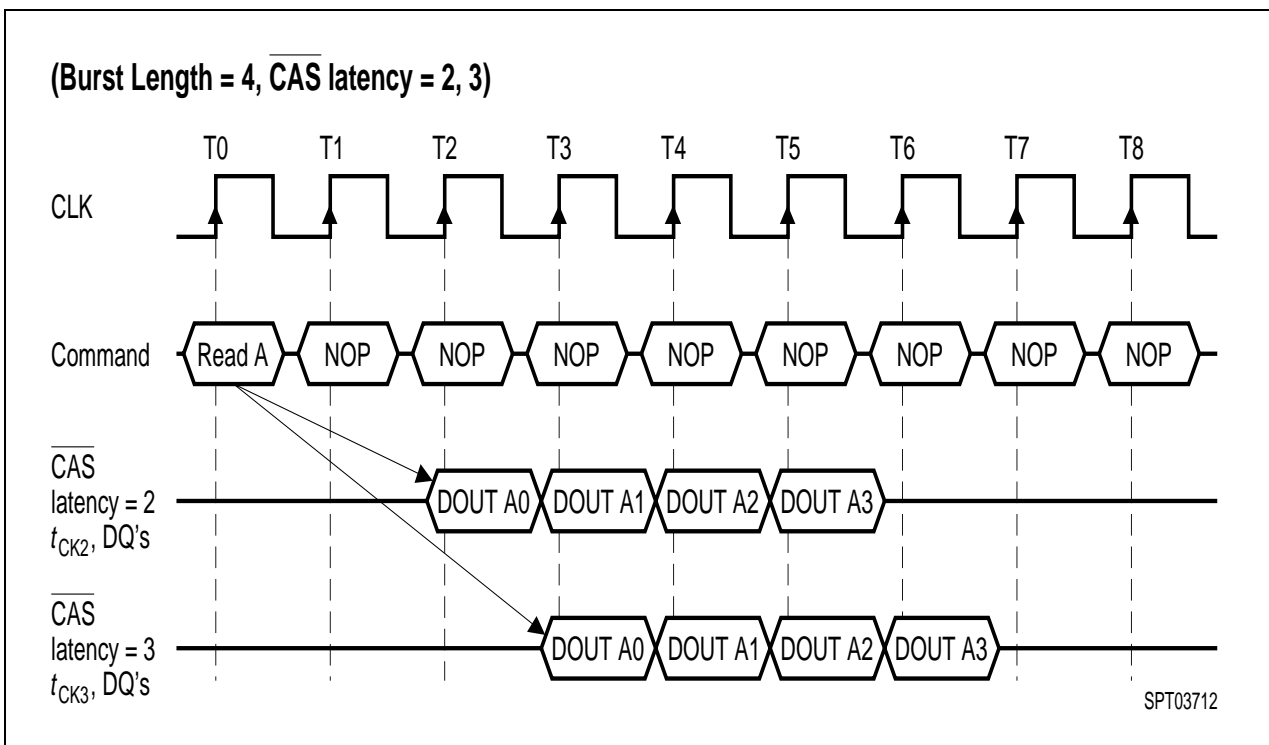 (Burst Length = 4, CAS latency = 2, 3)
T0 T1 T2 T3 T4 T5 T6 T7 T8
CLK
Command Read A NOP NOP NOP NOP NOP NOP NOP NOP
CAS
latency = 2 DOUT A0 DOUT A1 DOUT A2 DOUT A3
tCK2, DQ’s
CAS
latency = 3 DOUT A0 DOUT A1 DOUT A2 DOUT A3
tCK3, DQ’s
SPT03712